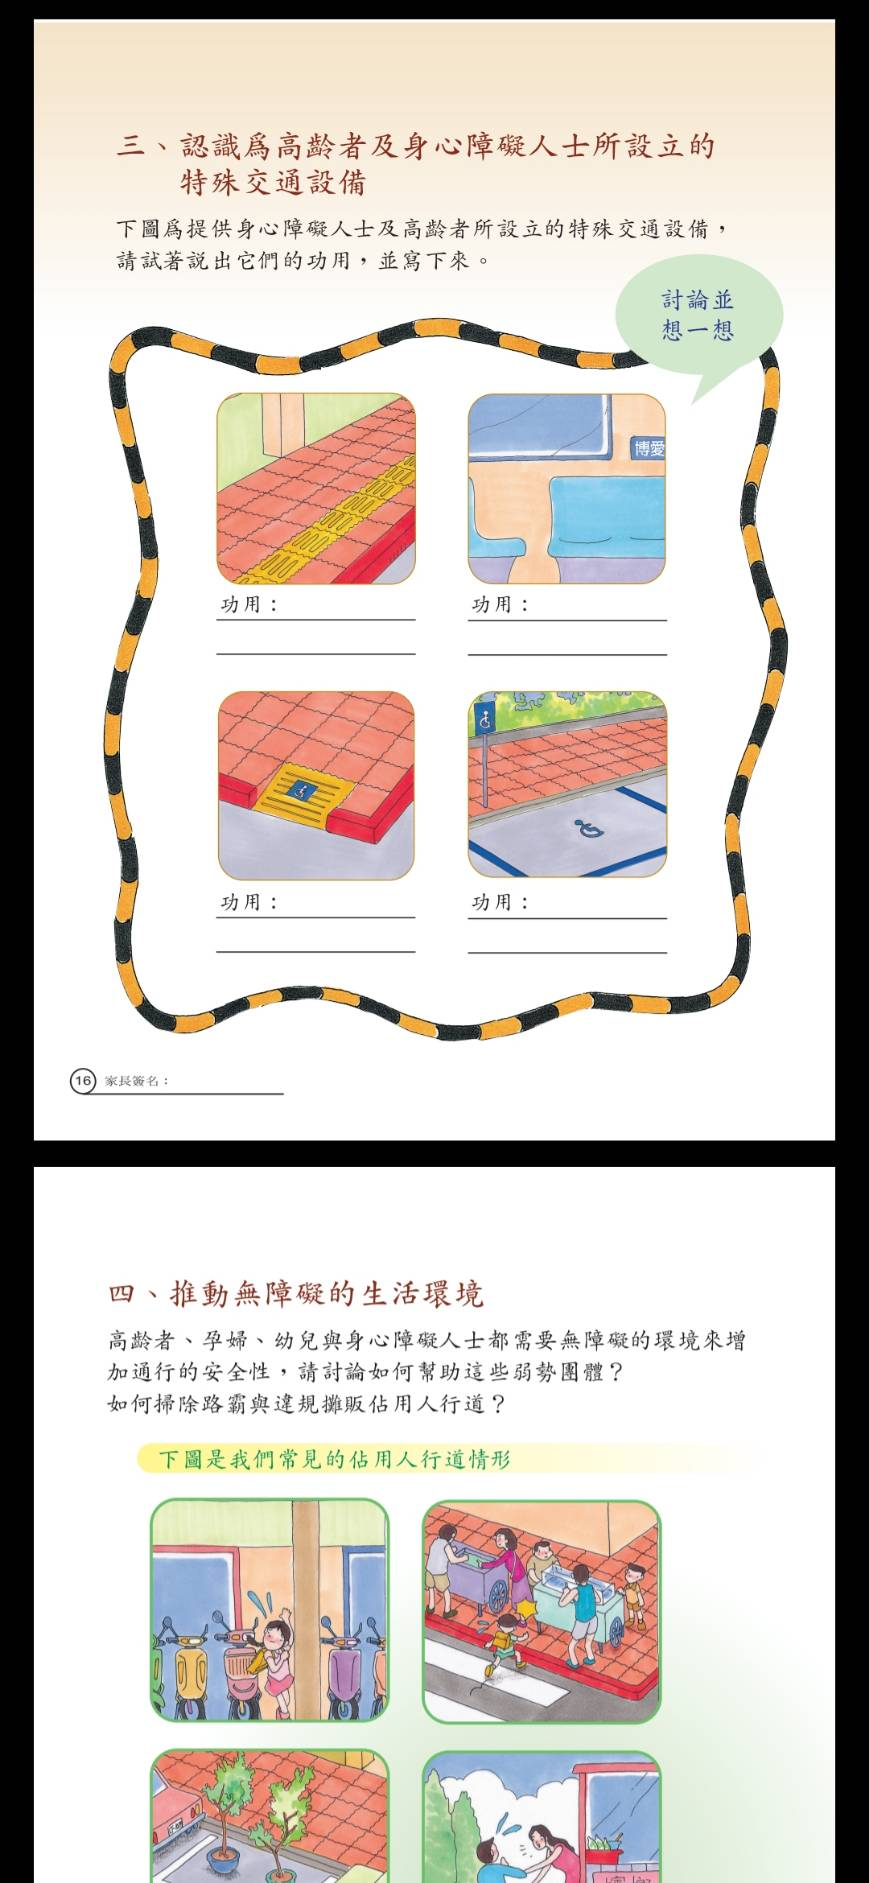 三、認識爲高齡者及身心障礙人士所設立的
特殊交通設備
下圖爲提供身心障礙人士及高齡者所設立的特殊交通設備，
請試著說出它們的功用，並寫下來。
討論並
想一想
博愛
功用：
功用：
功用：
功用：
16 家長簽名：
四、推動無障礙的生活環境
高齡者、孕婦、幼兒與身心障礙人士都需要無障礙的環境來增
加通行的安全性，請討論如何幫助這些弱勢團體？
如何掃除路霸與違規攤販佔用人行道？
下圖是我們常見的佔用人行道情形